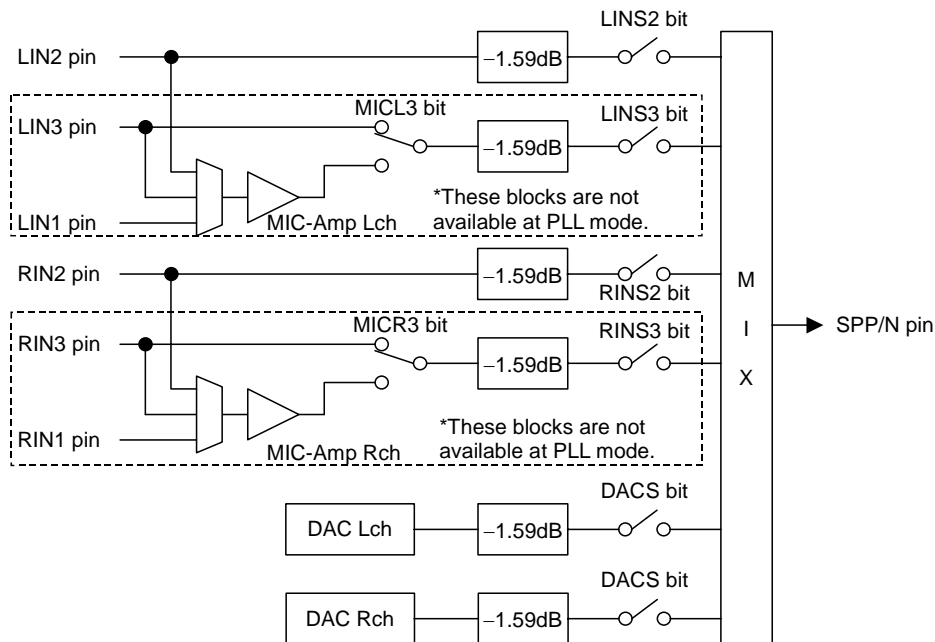 LINS2 bit
LIN2 pin
−1.59dB
MICL3 bit
LINS3 bit
LIN3 pin
−1.59dB
*These blocks are not
available at PLL mode.
LIN1 pin
MIC-Amp Lch
RIN2 pin
−1.59dB
RINS2 bit
MICR3 bit
RINS3 bit
RIN3 pin
−1.59dB
*These blocks are not
available at PLL mode.
RIN1 pin
MIC-Amp Rch
M
I
X
SPP/N pin
DACS bit
DAC Lch
−1.59dB
DACS bit
DAC Rch
−1.59dB